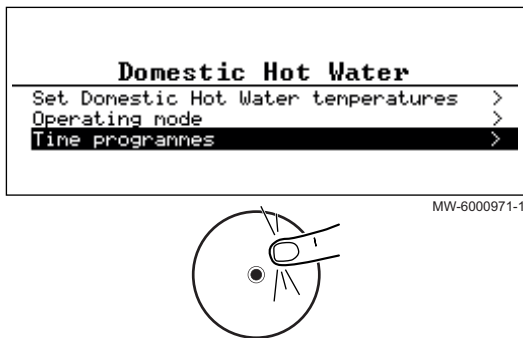 Domestic Hot Water
Set Domestic Hot Water temperatures >
Operating mode >
Time programmes >
MW-6000971-1